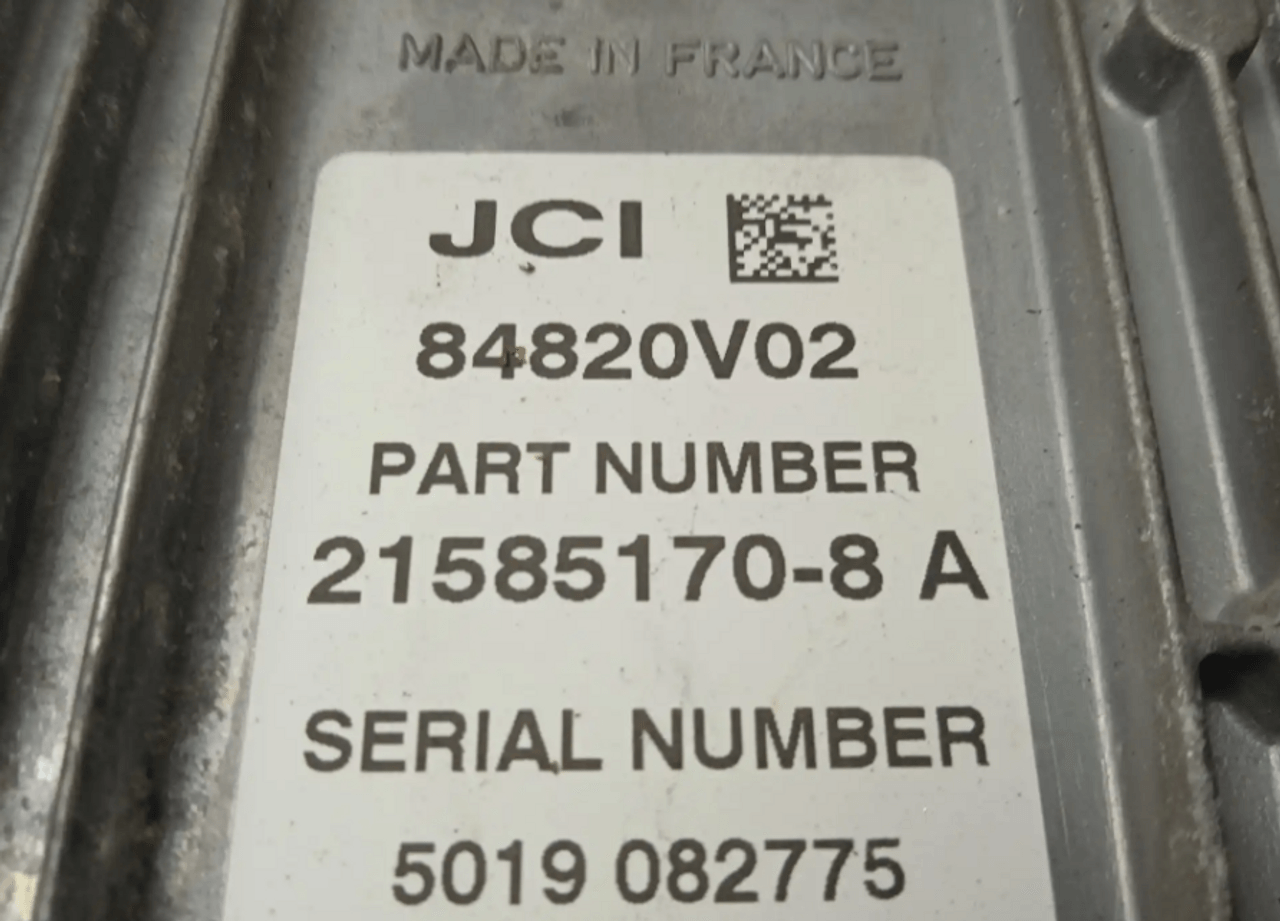 MADE IN FRANCE
JCI
84820V02
PART NUMBER
21585170-8 A
SERIAL NUMBER
5019 082775